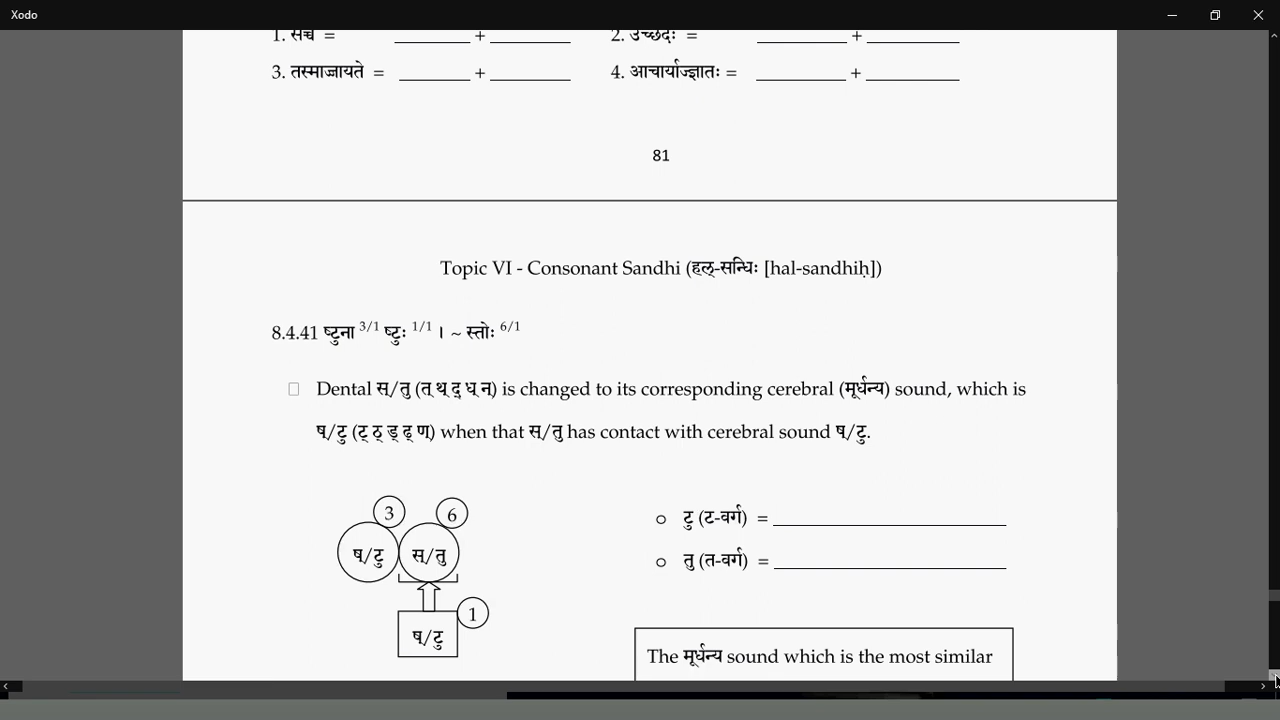 Xodo
1. सच्च = ________ + ________ 2. उच्छेदः = ________ + ________
3. तस्माज्जायते = ________ + ________ 4. आचार्याज्ज्ञातः = ________ + ________
81
Topic VI - Consonant Sandhi (हल्-सन्धिः [hal-sandhiḥ])
8.4.41 ष्टुना 3/1 ष्टुः 1/1 । ~ स्तोः 6/1
Dental स्/तु (त् थ् द् ध् न्) is changed to its corresponding cerebral (मूर्धन्य) sound, which is
ष्/टु (ट् ठ् ड् ढ् ण्) when that स्/तु has contact with cerebral sound ष्/टु.
3 6
ष्/टु स्/तु
1
ष्/टु
o टु (ट-वर्ग) = ________
o तु (त-वर्ग) = ________
The मूर्धन्य sound which is the most similar